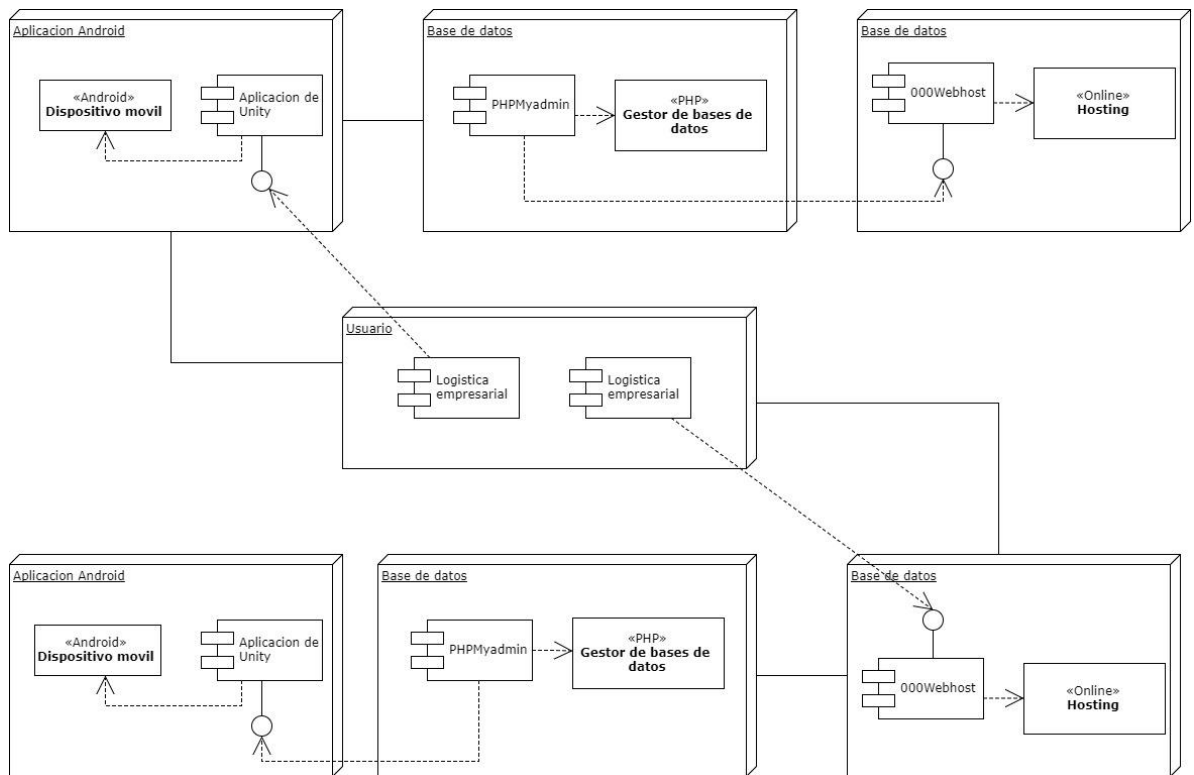 Aplicacion Android
«Android»
Dispositivo movil
Aplicacion de
Unity
Base de datos
PHPMyadmin
«PHP»
Gestor de bases de
datos
Base de datos
000Webhost
«Online»
Hosting
Usuario
Logistica
empresarial
Logistica
empresarial
Aplicacion Android
«Android»
Dispositivo movil
Aplicacion de
Unity
Base de datos
PHPMyadmin
«PHP»
Gestor de bases de
datos
Base de datos
000Webhost
«Online»
Hosting